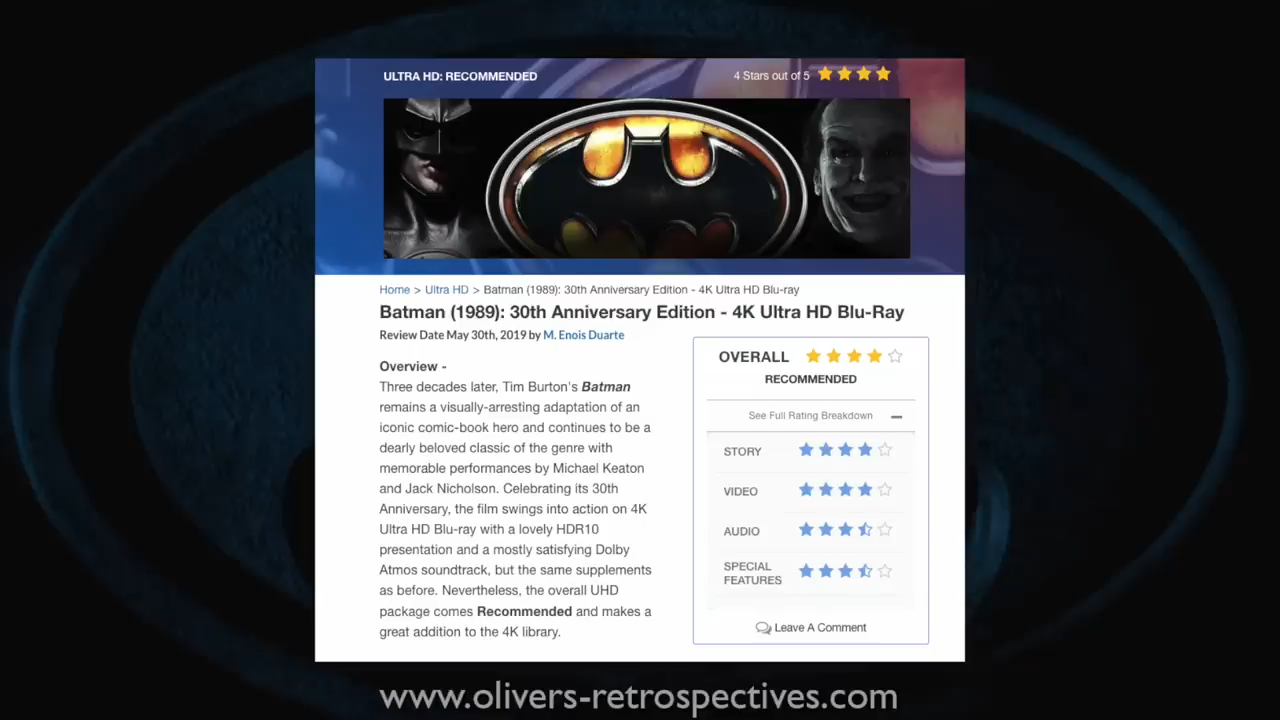 ULTRA HD: RECOMMENDED
4 Stars out of 5
Home > Ultra HD > Batman (1989): 30th Anniversary Edition - 4K Ultra HD Blu-ray
Batman (1989): 30th Anniversary Edition - 4K Ultra HD Blu-Ray
Review Date May 30th, 2019 by M. Enois Duarte
Overview -
Three decades later, Tim Burton's Batman
remains a visually-arresting adaptation of an
iconic comic-book hero and continues to be a
dearly beloved classic of the genre with
memorable performances by Michael Keaton
and Jack Nicholson. Celebrating its 30th
Anniversary, the film swings into action on 4K
Ultra HD Blu-ray with a lovely HDR10
presentation and a mostly satisfying Dolby
Atmos soundtrack, but the same supplements
as before. Nevertheless, the overall UHD
package comes Recommended and makes a
great addition to the 4K library.
OVERALL
RECOMMENDED
See Full Rating Breakdown
STORY
VIDEO
AUDIO
SPECIAL
FEATURES
Leave A Comment
www.olivers-retrospectives.com